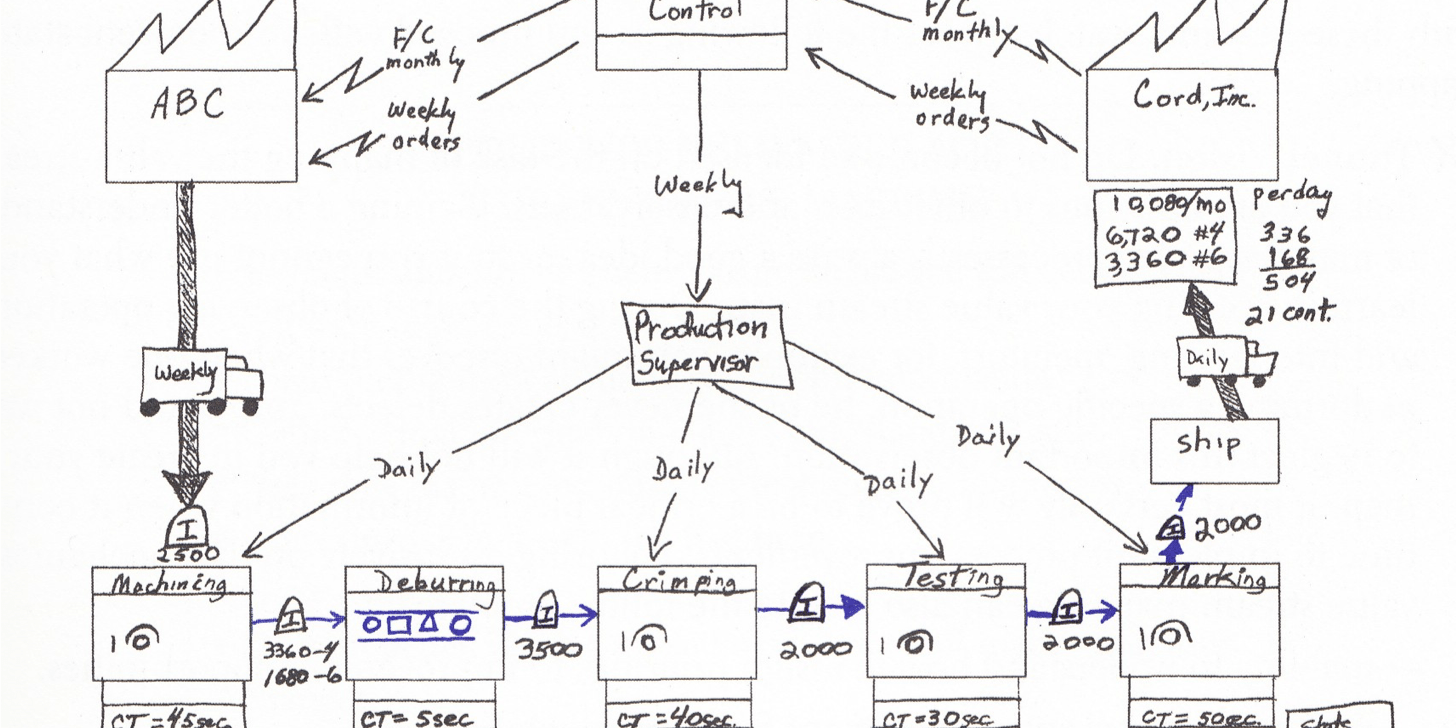 Control
F/C
monthly
F/C
monthly
ABC
Weekly
orders
Weekly
orders
Cord, Inc.
Weekly
10,080/mo
6,720 #4
3,360 #6
per day
336
168
504
21 cont.
Production
Supervisor
Weekly
Daily
ship
Daily
Daily
Daily
Daily
I
2500
I 2000
Machining
Deburring
Crimping
Testing
Marking
1
I
3360-4
1680-6
I
3500
1
I
2000
1
I
2000
1
CT = 45sec
CT = 5sec
CT = 40sec.
CT = 30sec
CT = 50sec